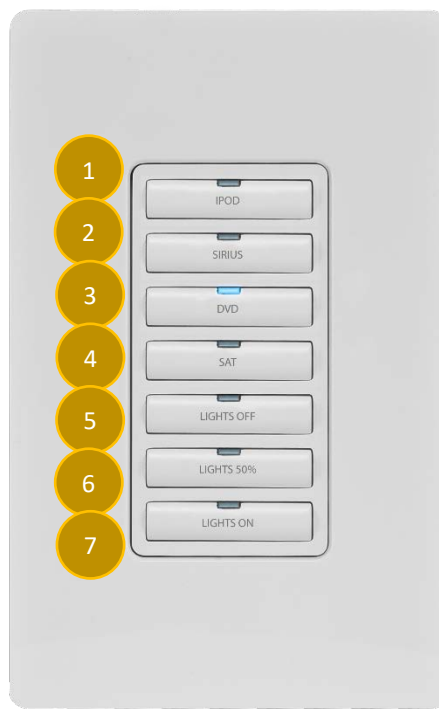 1
IPOD
2
SIRIUS
3
DVD
4
SAT
5
LIGHTS OFF
6
LIGHTS 50%
7
LIGHTS ON